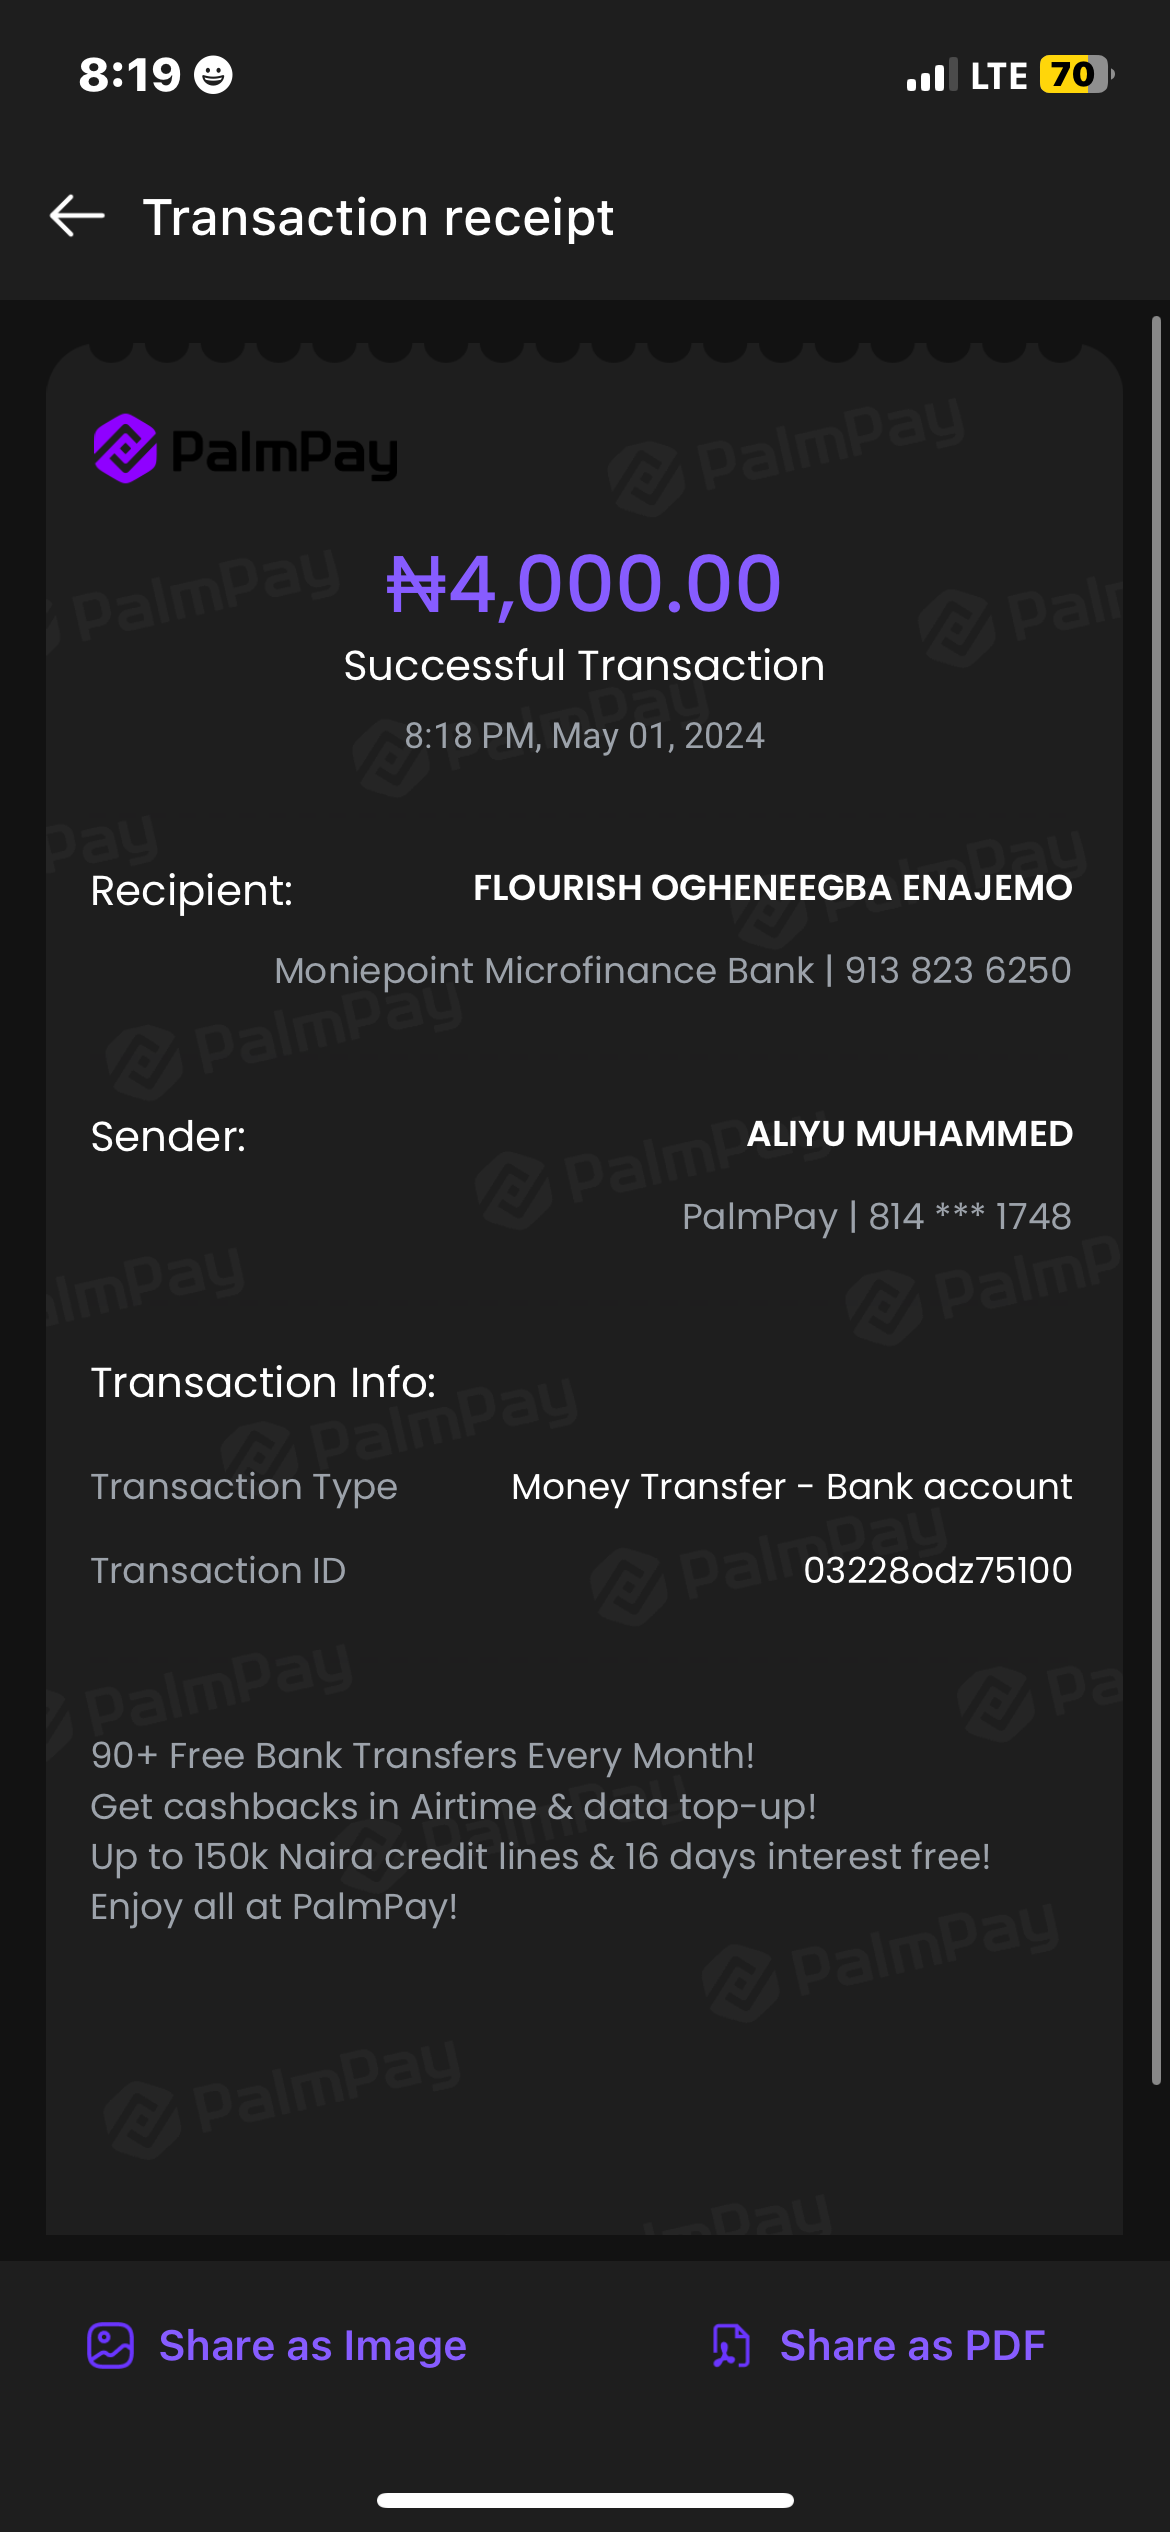 8:19 LTE 70
Transaction receipt
PalmPay
₦4,000.00
Successful Transaction
8:18 PM, May 01, 2024
Recipient: FLOURISH OGHENEEGBA ENAJEMO
Moniepoint Microfinance Bank | 913 823 6250
Sender: ALIYU MUHAMMED
PalmPay | 814 *** 1748
Transaction Info:
Transaction Type Money Transfer - Bank account
Transaction ID 03228odz75100
90+ Free Bank Transfers Every Month!
Get cashbacks in Airtime & data top-up!
Up to 150k Naira credit lines & 16 days interest free!
Enjoy all at PalmPay!
Share as Image Share as PDF